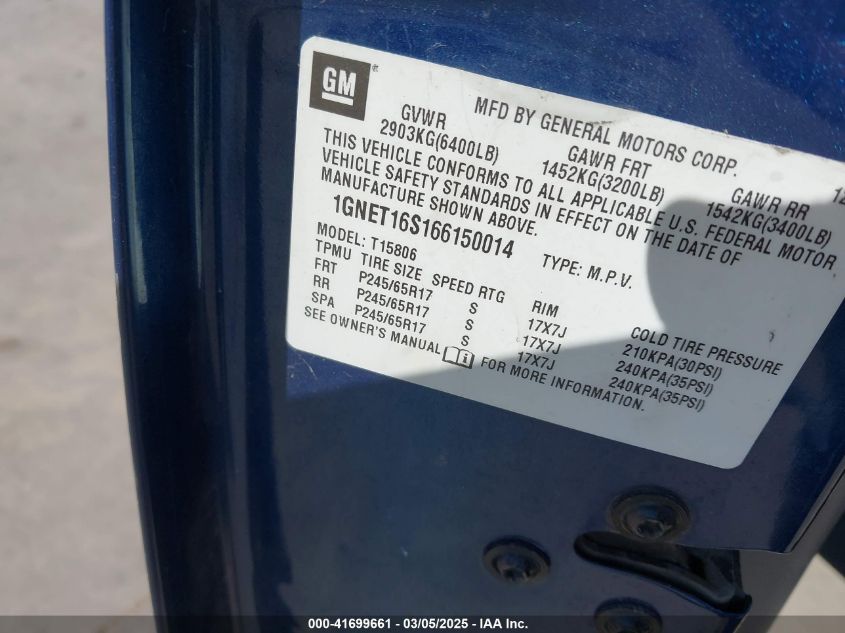 GM
MFD BY GENERAL MOTORS CORP.
GVWR GAWR FRT GAWR RR
2903KG(6400LB) 1452KG(3200LB) 1542KG(3400LB)
THIS VEHICLE CONFORMS TO ALL APPLICABLE U.S. FEDERAL MOTOR
VEHICLE SAFETY STANDARDS IN EFFECT ON THE DATE OF
MANUFACTURE SHOWN ABOVE.
1GNET16S166150014 TYPE: M.P.V.
MODEL: T15806
TPMU TIRE SIZE SPEED RTG RIM COLD TIRE PRESSURE
FRT P245/65R17 S 17X7J 210KPA(30PSI)
RR P245/65R17 S 17X7J 240KPA(35PSI)
SPA P245/65R17 S 17X7J 240KPA(35PSI)
SEE OWNER'S MANUAL FOR MORE INFORMATION.
000-41699661 | 03/05/2025 - IAA Inc.